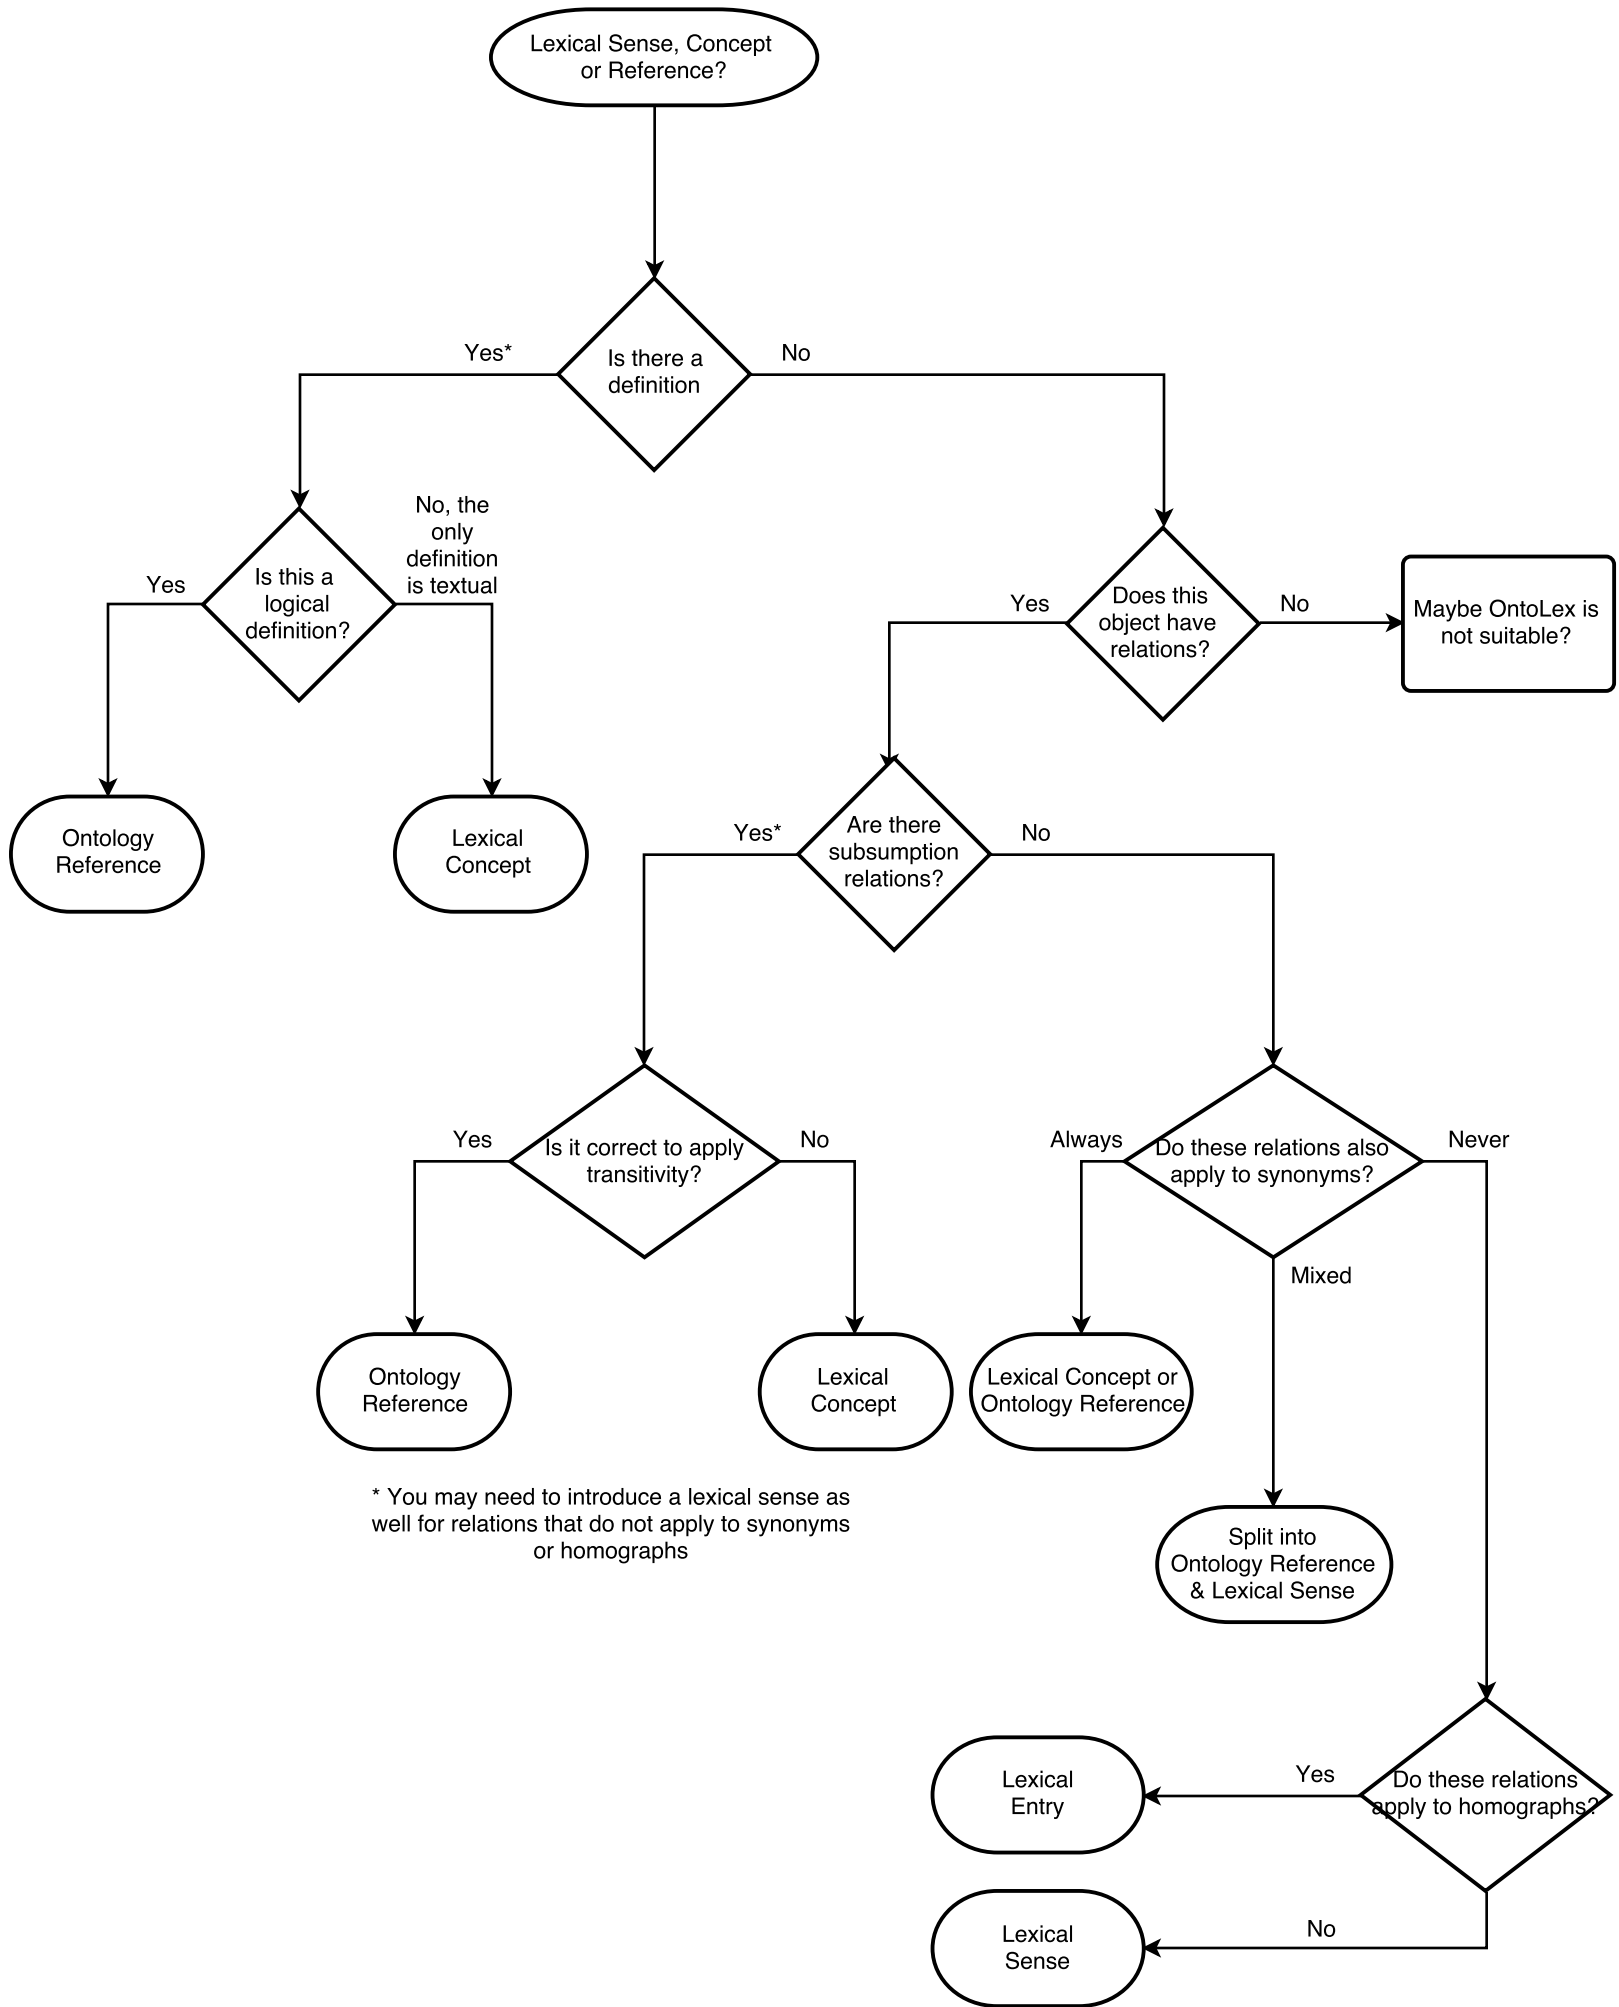 Lexical Sense, Concept
or Reference?
Yes*
Is there a
definition
No
No, the
only
definition
is textual
Yes
Is this a
logical
definition?
Yes
Does this
object have
relations?
No
Maybe OntoLex is
not suitable?
Ontology
Reference
Lexical
Concept
Yes*
Are there
subsumption
relations?
No
Yes
Is it correct to apply
transitivity?
No
Always
Do these relations also
apply to synonyms?
Never
Mixed
Ontology
Reference
Lexical
Concept
Lexical Concept or
Ontology Reference
* You may need to introduce a lexical sense as
well for relations that do not apply to synonyms
or homographs
Split into
Ontology Reference
& Lexical Sense
Lexical
Entry
Yes
Do these relations
apply to homographs?
Lexical
Sense
No